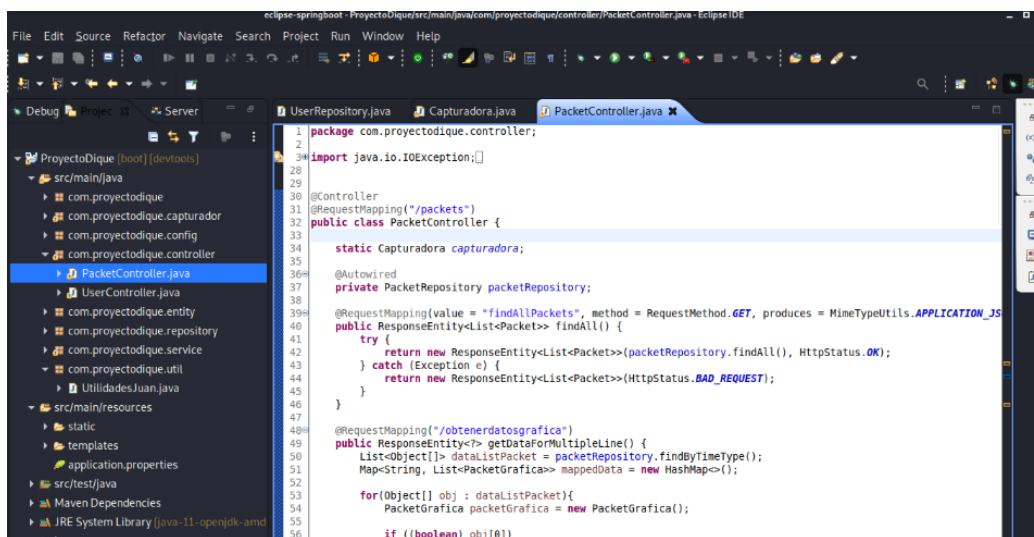 eclipse-springboot - ProyectoDique/src/main/java/com/proyectodique/controller/PacketController.java - Eclipse IDE
File Edit Source Refactor Navigate Search Project Run Window Help
Debug Projec Server
UserRepository.java Capturadora.java PacketController.java
ProyectoDique [boot] [devtools]
src/main/java
com.proyectodique
com.proyectodique.capturador
com.proyectodique.config
com.proyectodique.controller
PacketController.java
UserController.java
com.proyectodique.entity
com.proyectodique.repository
com.proyectodique.service
com.proyectodique.util
UtilidadesJuan.java
src/main/resources
static
templates
application.properties
src/test/java
Maven Dependencies
JRE System Library [java-11-openjdk-amd
1 package com.proyectodique.controller;
2
3 import java.io.IOException;
28
29
30 @Controller
31 @RequestMapping("/packets")
32 public class PacketController {
33
34 static Capturadora capturadora;
35
36 @Autowired
37 private PacketRepository packetRepository;
38
39 @RequestMapping(value = "findAllPackets", method = RequestMethod.GET, produces = MimeTypeUtils.APPLICATION_JS
40 public ResponseEntity<List<Packet>> findAll() {
41 try {
42 return new ResponseEntity<List<Packet>>(packetRepository.findAll(), HttpStatus.OK);
43 } catch (Exception e) {
44 return new ResponseEntity<List<Packet>>(HttpStatus.BAD_REQUEST);
45 }
46 }
47
48 @RequestMapping("/obtenerdatosgrafica")
49 public ResponseEntity<?> getDataForMultipleLine() {
50 List<Object[]> dataListPacket = packetRepository.findByTimeType();
51 Map<String, List<PacketGrafica>> mappedData = new HashMap<>();
52
53 for(Object[] obj : dataListPacket){
54 PacketGrafica packetGrafica = new PacketGrafica();
55
56 if ((boolean) obj[0])